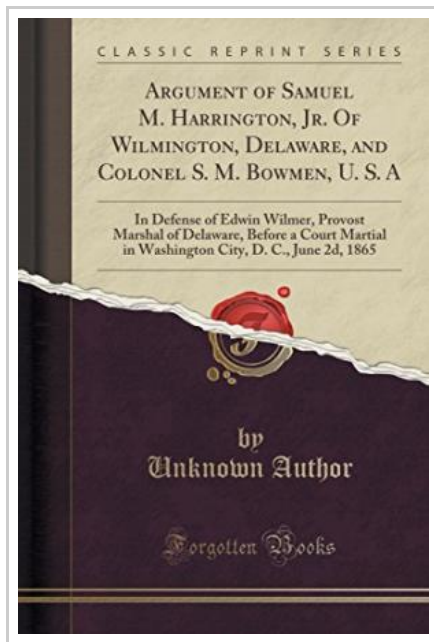 CLASSIC REPRINT SERIES
ARGUMENT OF SAMUEL
M. HARRINGTON, JR. OF
WILMINGTON, DELAWARE, AND
COLONEL S. M. BOWMEN, U. S. A
In Defense of Edwin Wilmer, Provost
Marshal of Delaware, Before a Court Martial
in Washington City, D. C., June 2d, 1865
by
Unknown Author
Forgotten Books